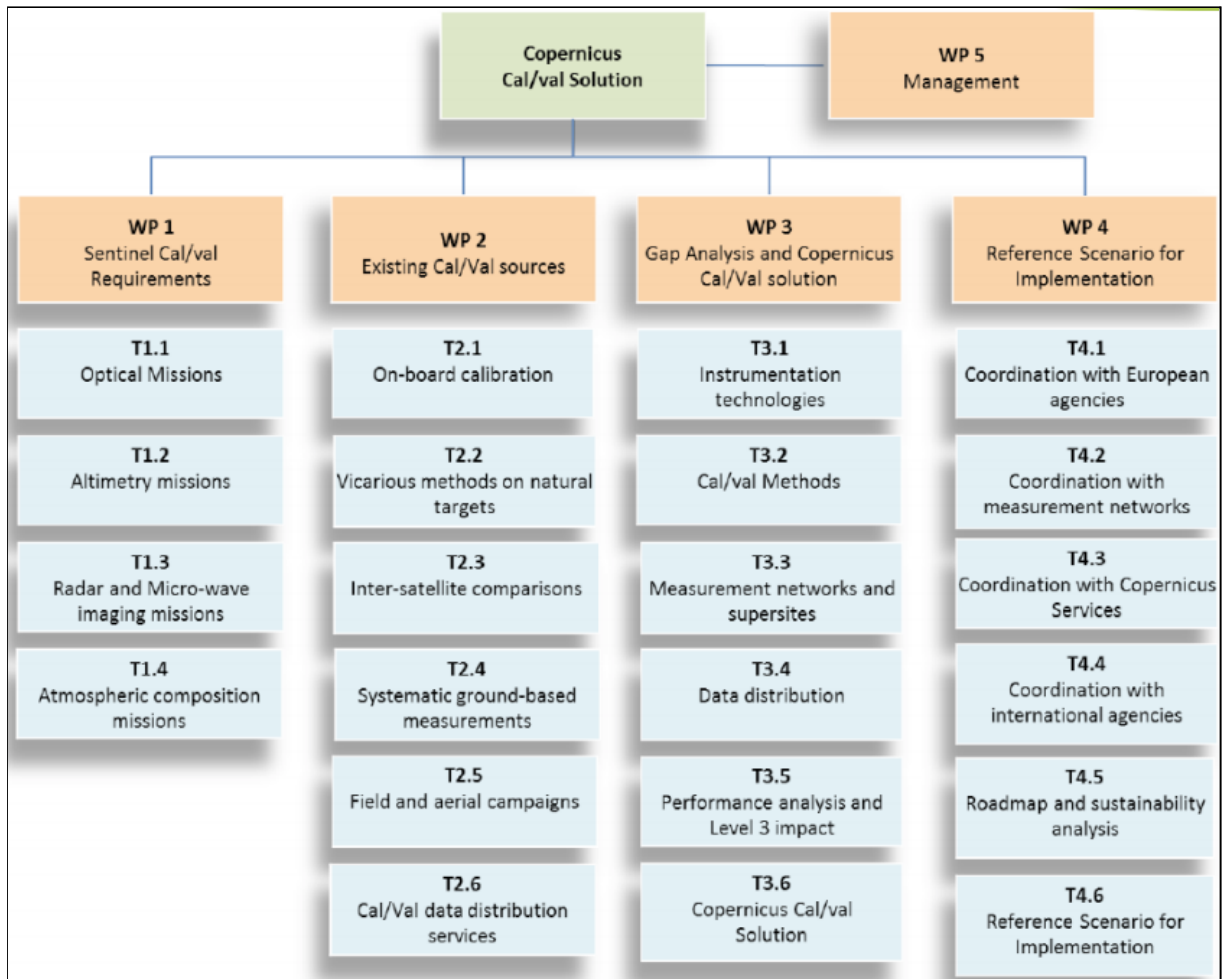 Copernicus
Cal/val Solution
WP 5
Management
WP 1
Sentinel Cal/val
Requirements
WP 2
Existing Cal/Val sources
WP 3
Gap Analysis and Copernicus
Cal/Val solution
WP 4
Reference Scenario for
Implementation
T1.1
Optical Missions
T1.2
Altimetry missions
T1.3
Radar and Micro-wave
imaging missions
T1.4
Atmospheric composition
missions
T2.1
On-board calibration
T2.2
Vicarious methods on natural
targets
T2.3
Inter-satellite comparisons
T2.4
Systematic ground-based
measurements
T2.5
Field and aerial campaigns
T2.6
Cal/Val data distribution
services
T3.1
Instrumentation
technologies
T3.2
Cal/val Methods
T3.3
Measurement networks and
supersites
T3.4
Data distribution
T3.5
Performance analysis and
Level 3 impact
T3.6
Copernicus Cal/val
Solution
T4.1
Coordination with European
agencies
T4.2
Coordination with
measurement networks
T4.3
Coordination with Copernicus
Services
T4.4
Coordination with
international agencies
T4.5
Roadmap and sustainability
analysis
T4.6
Reference Scenario for
Implementation